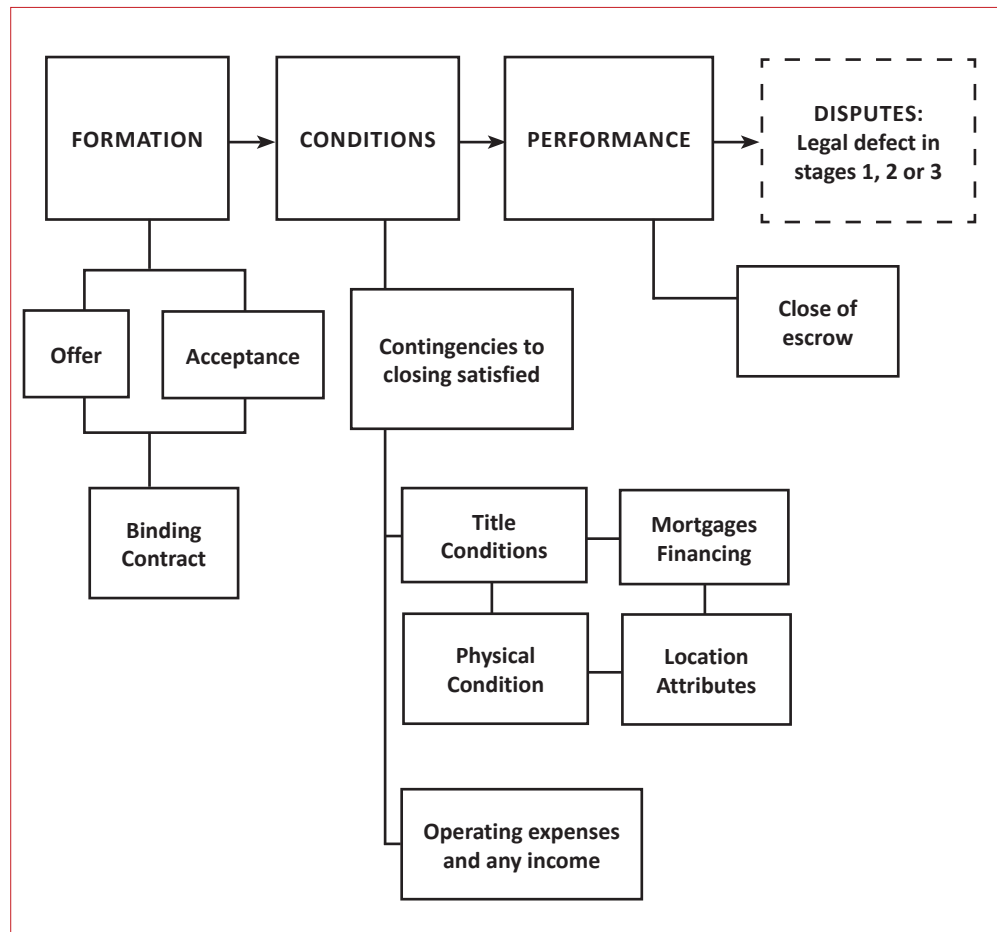 FORMATION
CONDITIONS
PERFORMANCE
DISPUTES:
Legal defect in
stages 1, 2 or 3
Offer
Acceptance
Binding
Contract
Contingencies to
closing satisfied
Close of
escrow
Title
Conditions
Mortgages
Financing
Physical
Condition
Location
Attributes
Operating expenses
and any income